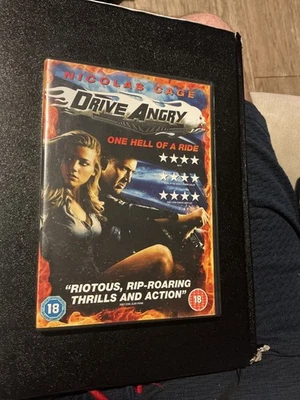 NICOLAS CAGE
DRIVE ANGRY
ONE HELL OF A RIDE
"RIOTOUS, RIP-ROARING
THRILLS AND ACTION"
18
18